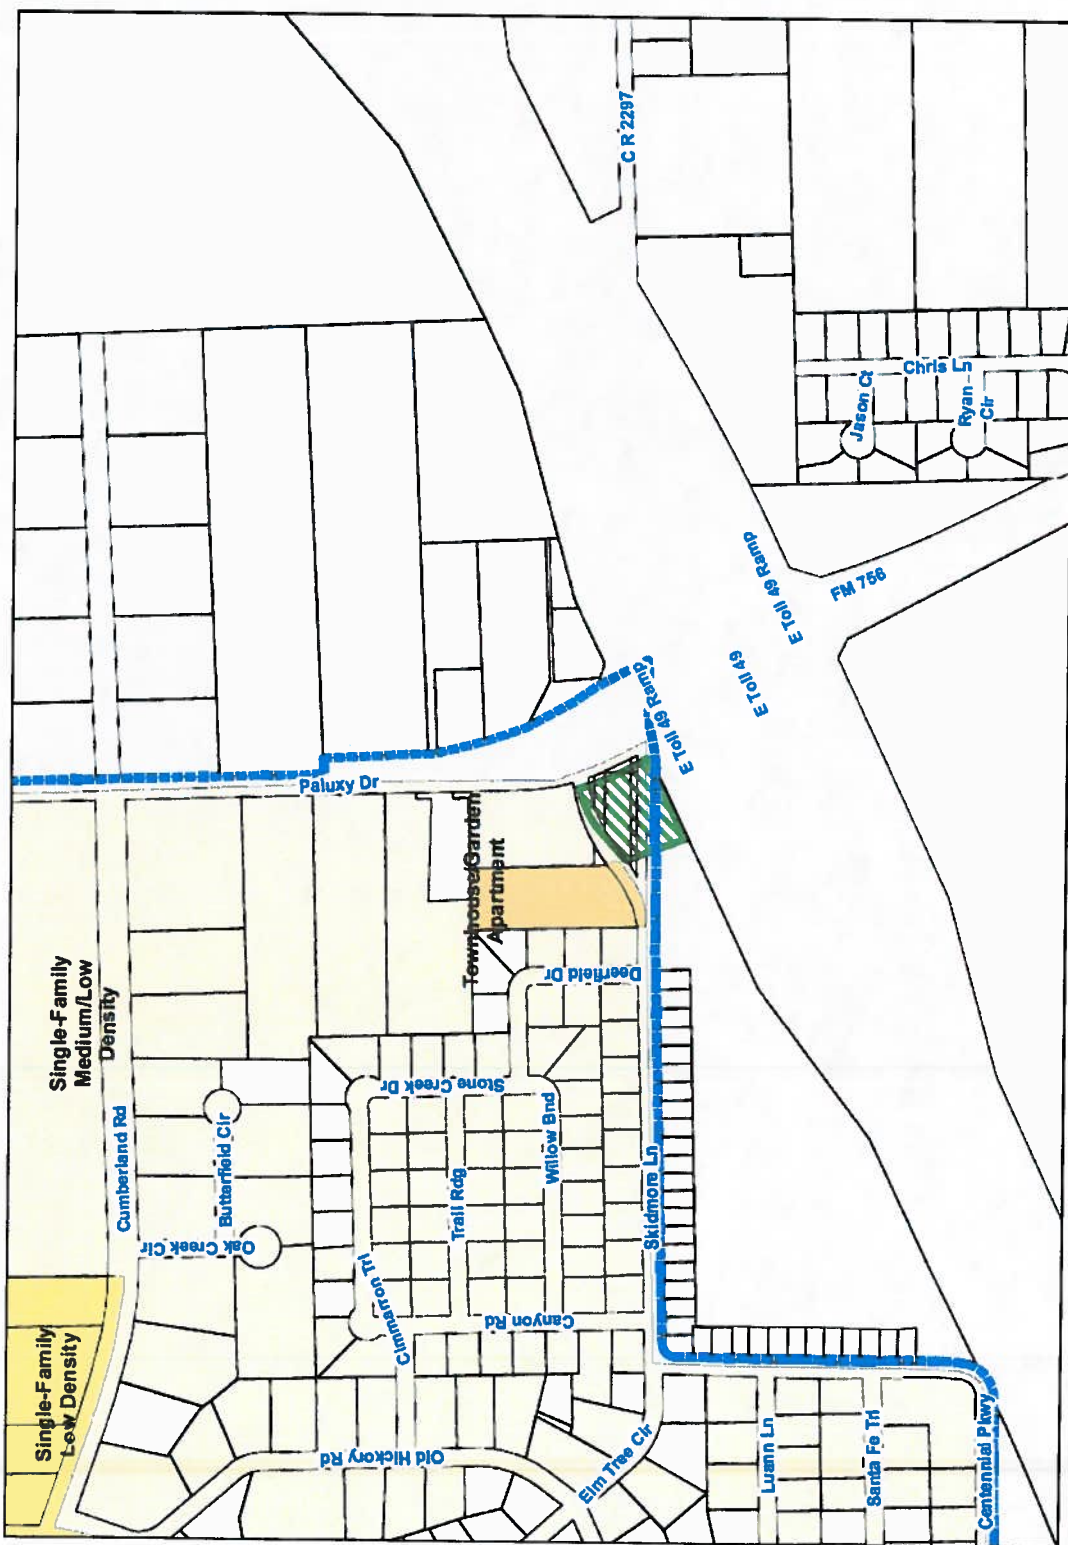 C R 2297
Chris Ln
Jason Ct
Ryan
Cir
E Toll 49 Ramp
FM 756
E Toll 49 Ramp
E Toll 49
E Toll 49 Ramp
Paluxy Dr
Townhouse/Garden
Apartment
Single-Family
Medium/Low
Density
Deerfield Dr
Stone Creek Dr
Cumberland Rd
Butterfield Cir
Willow Bnd
Trail Rdg
Skidmore Ln
Oak Creek Cir
Cimmarron Trl
Canyon Rd
Single-Family
Low Density
Old Hickory Rd
Elm Tree Cir
Luann Ln
Santa Fe Trl
Centennial Pkwy